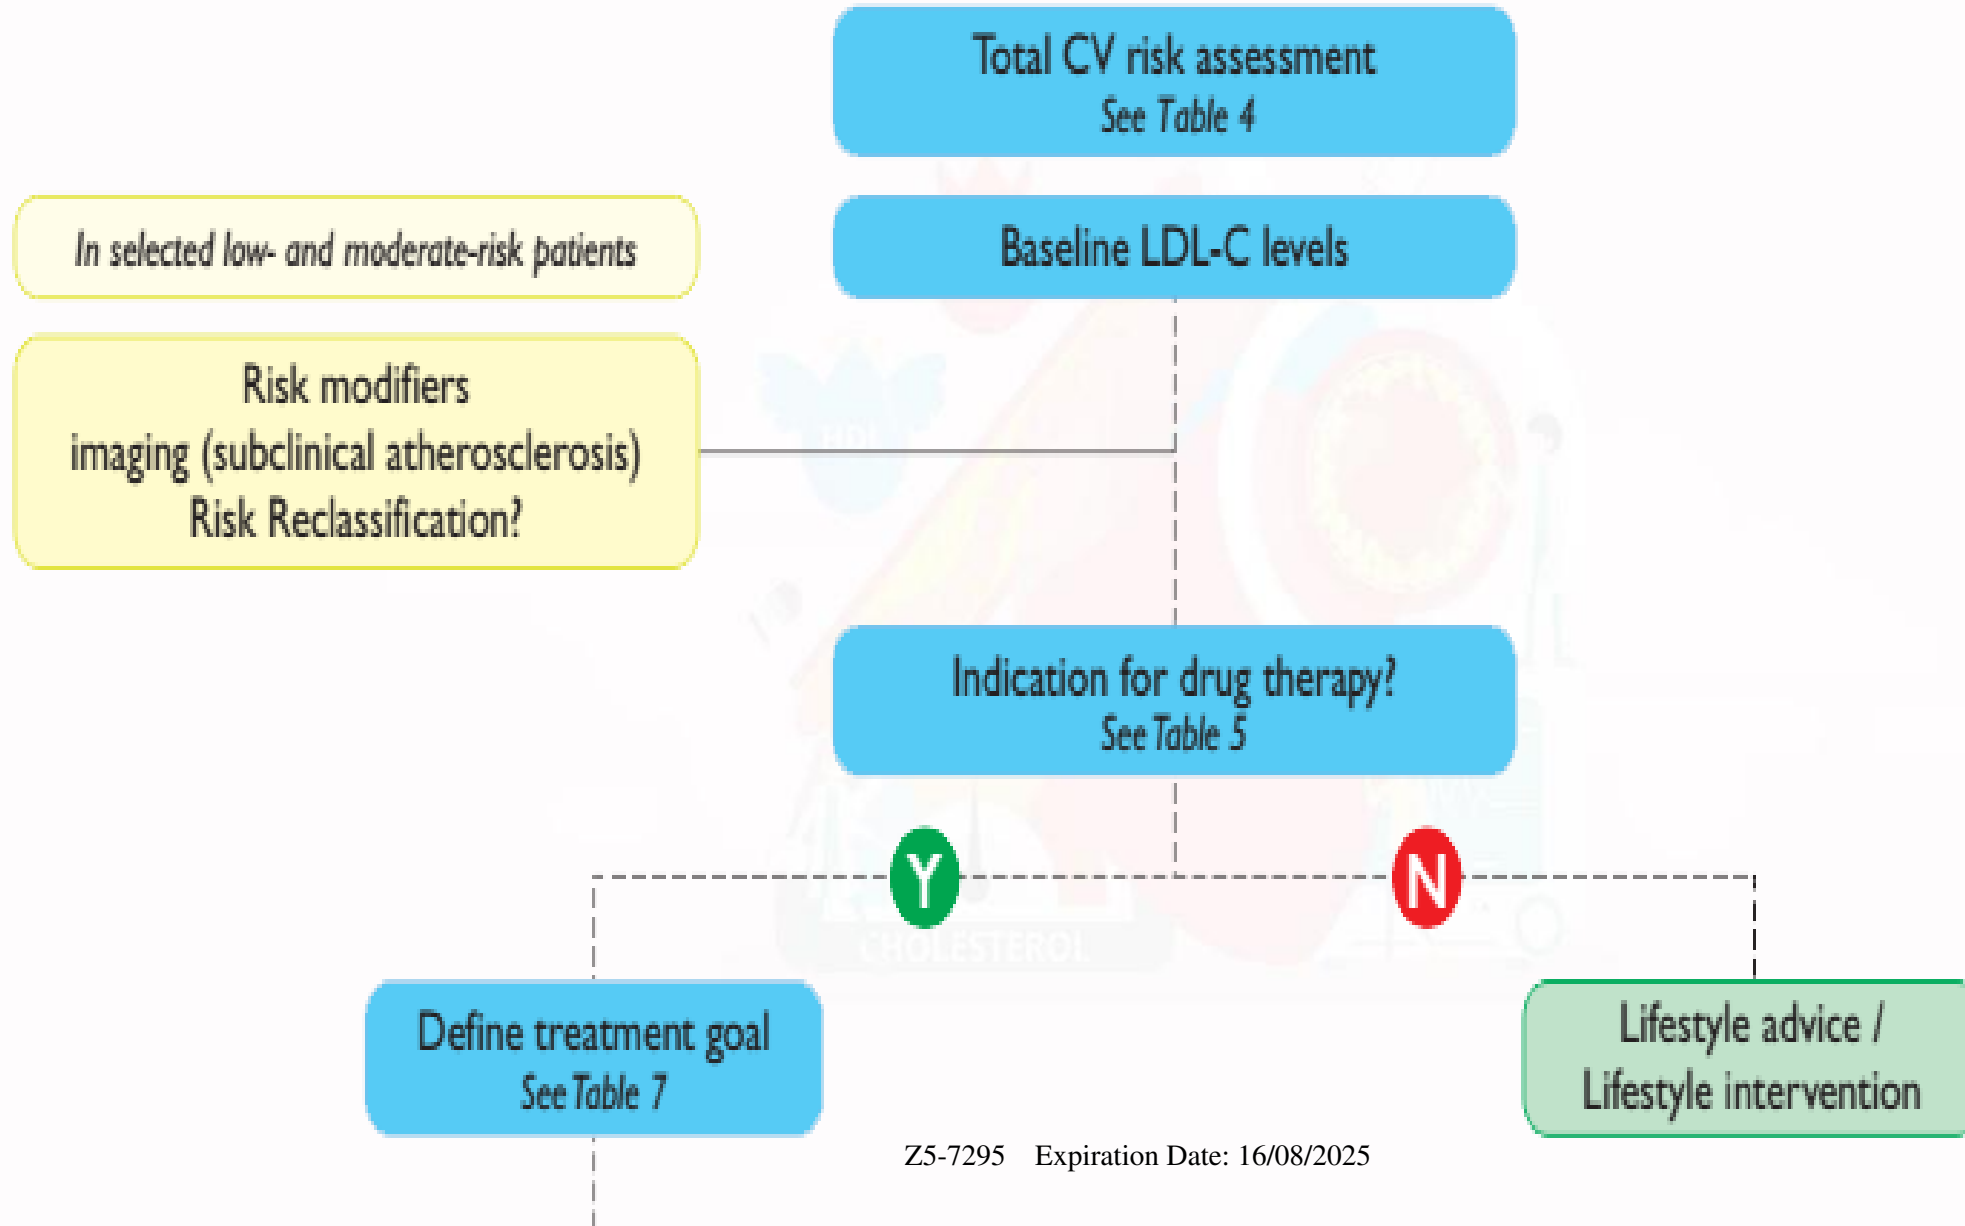 Total CV risk assessment
See Table 4
In selected low- and moderate-risk patients
Baseline LDL-C levels
Risk modifiers
imaging (subclinical atherosclerosis)
Risk Reclassification?
HDL
Indication for drug therapy?
See Table 5
Y
N
CHOLESTEROL
Define treatment goal
See Table 7
Lifestyle advice /
Lifestyle intervention
Z5-7295 Expiration Date: 16/08/2025